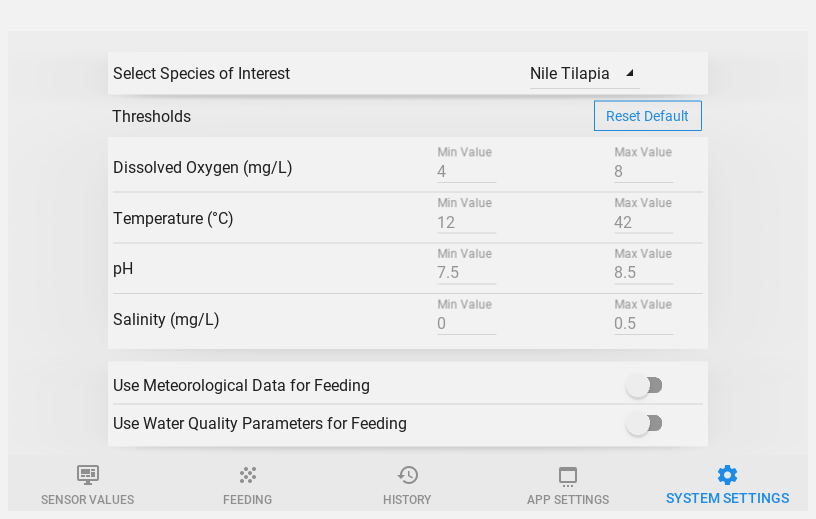 Select Species of Interest Nile Tilapia
Thresholds Reset Default
Min Value Max Value
Dissolved Oxygen (mg/L) 4 8
Min Value Max Value
Temperature (°C) 12 42
Min Value Max Value
pH 7.5 8.5
Min Value Max Value
Salinity (mg/L) 0 0.5
Use Meteorological Data for Feeding
Use Water Quality Parameters for Feeding
SENSOR VALUES FEEDING HISTORY APP SETTINGS SYSTEM SETTINGS